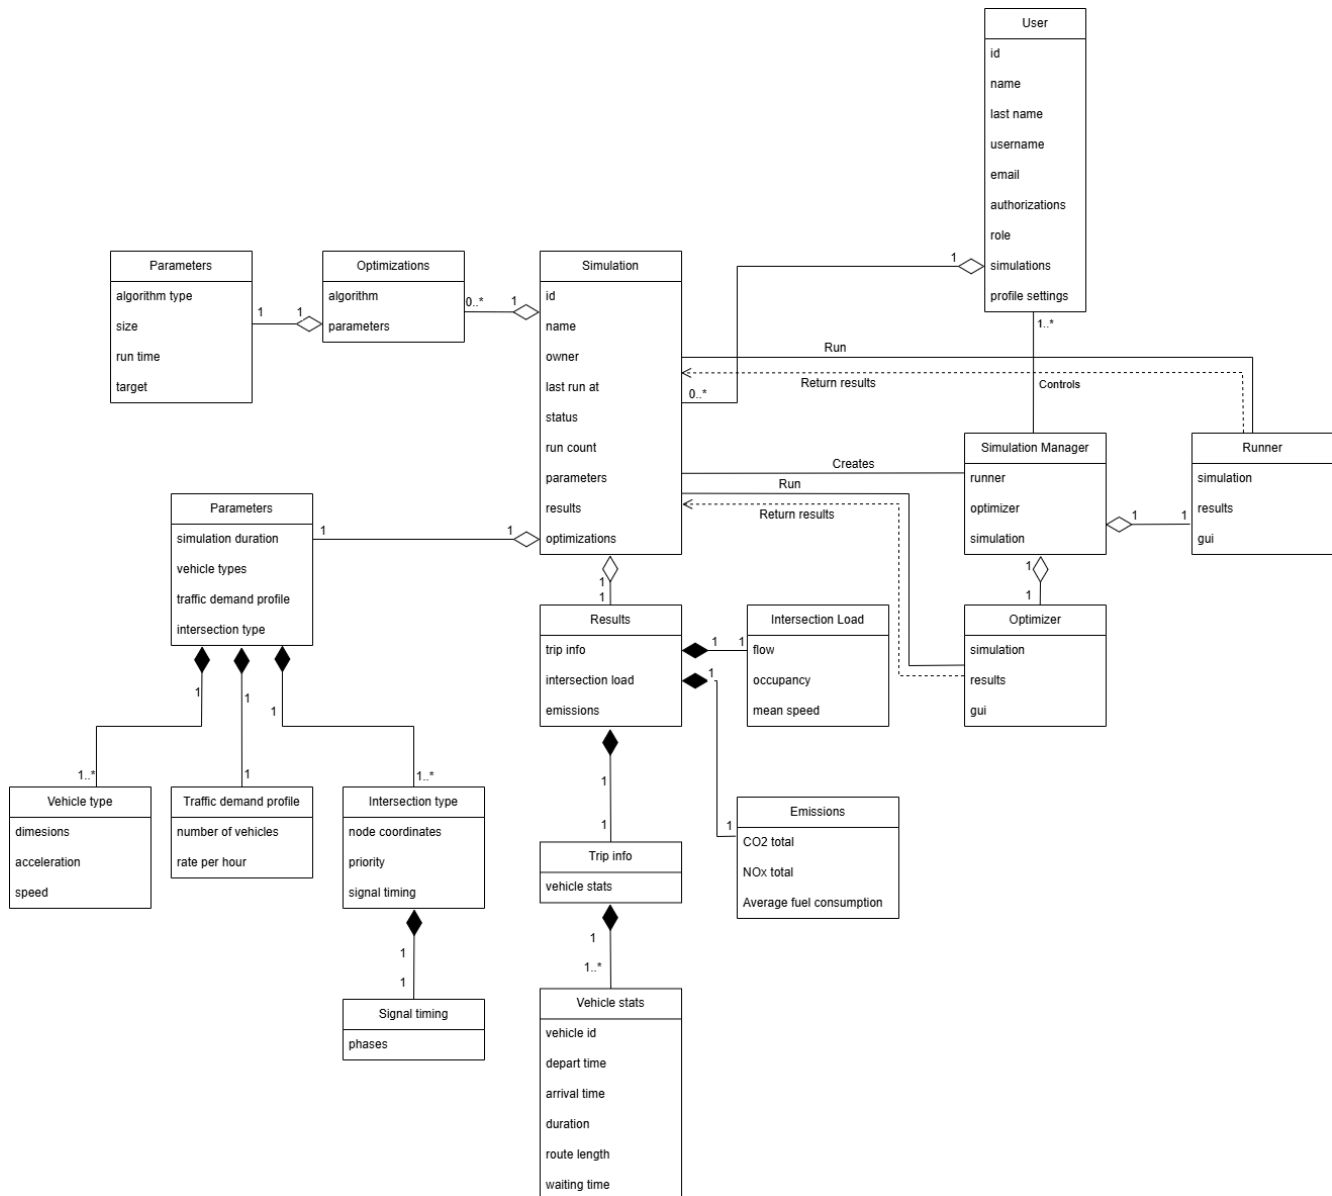 User
id
name
last name
username
email
authorizations
role
simulations
profile settings
1
1..*
Parameters
algorithm type
size
run time
target
1
1
Optimizations
algorithm
parameters
0..*
1
Simulation
id
name
owner
last run at
status
run count
parameters
results
optimizations
0..*
Run
Return results
Controls
Creates
Run
Return results
Simulation Manager
runner
optimizer
simulation
1
1
Runner
simulation
results
gui
1
1
Optimizer
simulation
results
gui
Parameters
simulation duration
vehicle types
traffic demand profile
intersection type
1
1
1
1
Results
trip info
intersection load
emissions
1
1
Intersection Load
flow
occupancy
mean speed
1
1
1
1
1
1..*
1
1..*
Vehicle type
dimesions
acceleration
speed
Traffic demand profile
number of vehicles
rate per hour
Intersection type
node coordinates
priority
signal timing
1
1
Signal timing
phases
1
1
Emissions
CO2 total
NOx total
Average fuel consumption
Trip info
vehicle stats
1
1..*
Vehicle stats
vehicle id
depart time
arrival time
duration
route length
waiting time